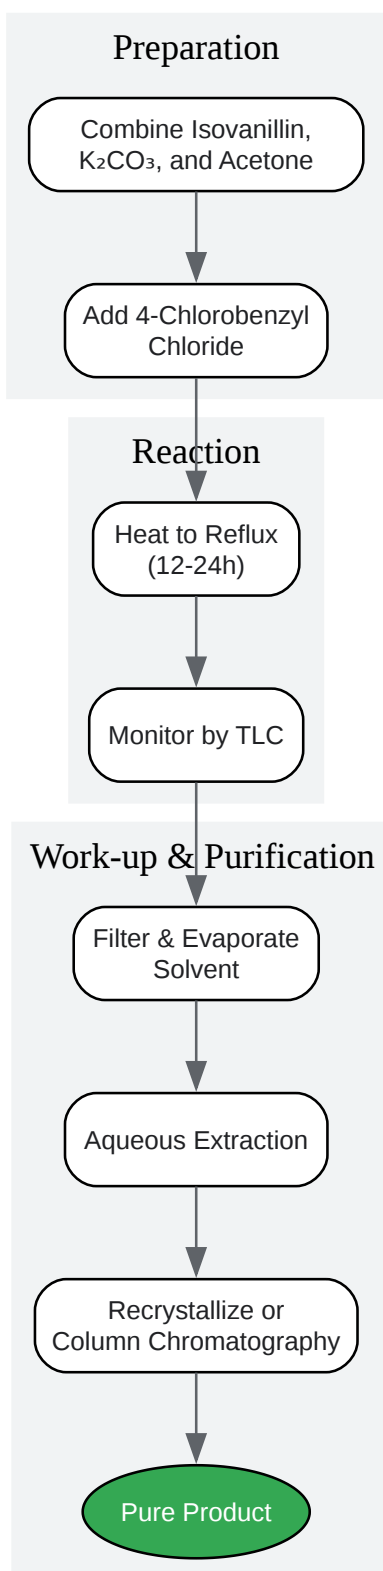 Preparation
Combine Isovanillin,
K₂CO₃, and Acetone
Add 4-Chlorobenzyl
Chloride
Reaction
Heat to Reflux
(12-24h)
Monitor by TLC
Work-up & Purification
Filter & Evaporate
Solvent
Aqueous Extraction
Recrystallize or
Column Chromatography
Pure Product